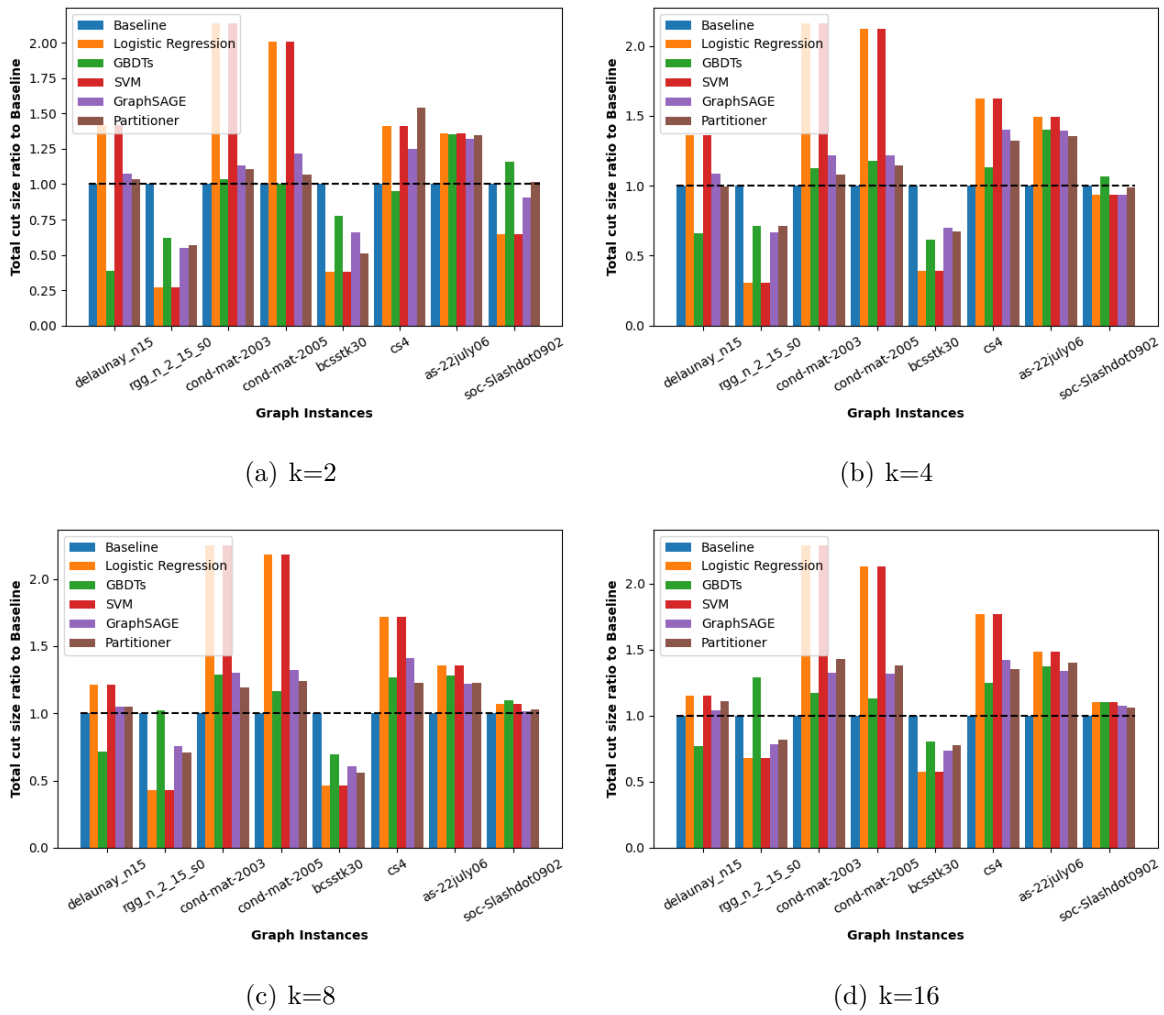 Baseline
Logistic Regression
GBDTs
SVM
GraphSAGE
Partitioner
Total cut size ratio to Baseline
2.00
1.75
1.50
1.25
1.00
0.75
0.50
0.25
0.00
delaunay_n15
rgg_n_2_15_s0
cond-mat-2003
cond-mat-2005
bcsstk30
cs4
as-22july06
soc-Slashdot0902
Graph Instances
(a) k=2
Baseline
Logistic Regression
GBDTs
SVM
GraphSAGE
Partitioner
Total cut size ratio to Baseline
2.0
1.5
1.0
0.5
0.0
delaunay_n15
rgg_n_2_15_s0
cond-mat-2003
cond-mat-2005
bcsstk30
cs4
as-22july06
soc-Slashdot0902
Graph Instances
(b) k=4
Baseline
Logistic Regression
GBDTs
SVM
GraphSAGE
Partitioner
Total cut size ratio to Baseline
2.0
1.5
1.0
0.5
0.0
delaunay_n15
rgg_n_2_15_s0
cond-mat-2003
cond-mat-2005
bcsstk30
cs4
as-22july06
soc-Slashdot0902
Graph Instances
(c) k=8
Baseline
Logistic Regression
GBDTs
SVM
GraphSAGE
Partitioner
Total cut size ratio to Baseline
2.0
1.5
1.0
0.5
0.0
delaunay_n15
rgg_n_2_15_s0
cond-mat-2003
cond-mat-2005
bcsstk30
cs4
as-22july06
soc-Slashdot0902
Graph Instances
(d) k=16